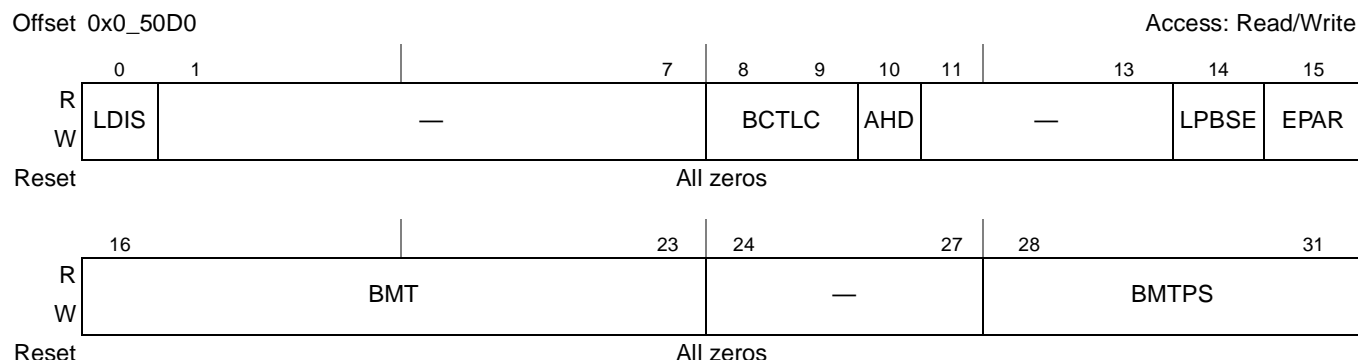 Offset 0x0_50D0 Access: Read/Write
0 1 7 8 9 10 11 13 14 15
R
W
LDIS — BCTLC AHD — LPBSE EPAR
Reset All zeros
16 23 24 27 28 31
R
W
BMT — BMTPS
Reset All zeros